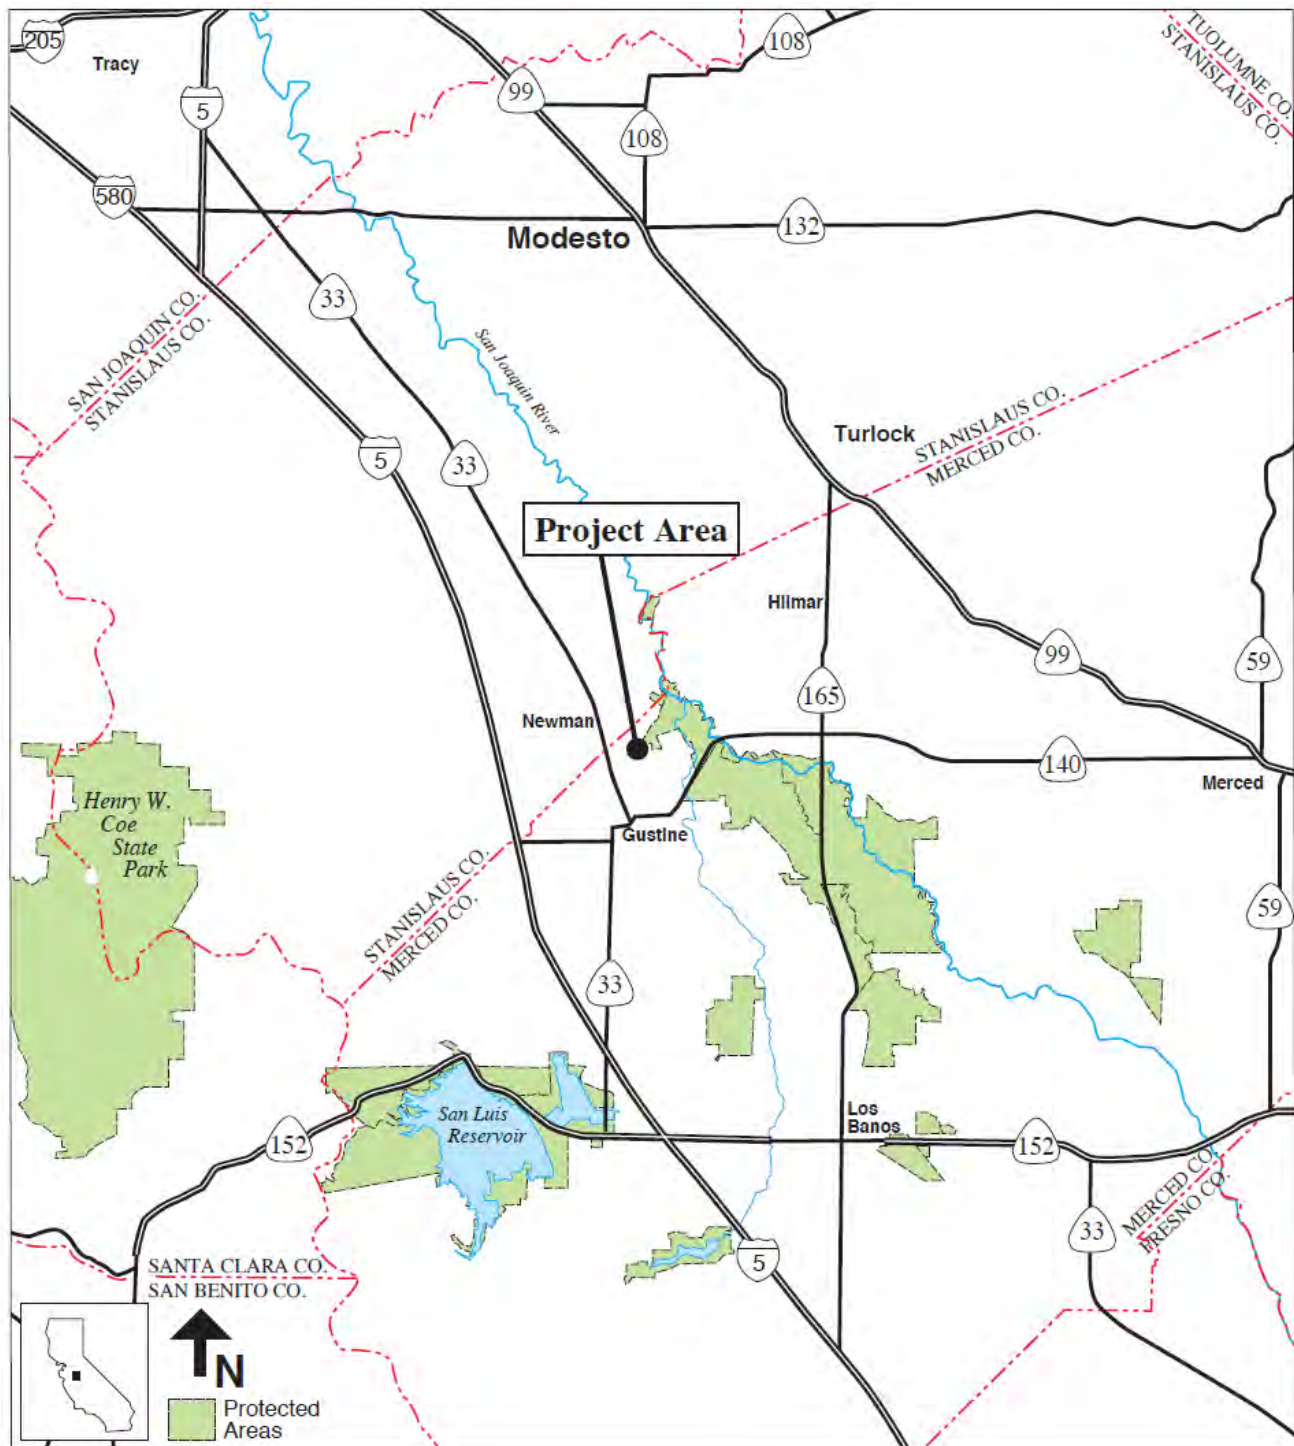 205
Tracy
5
99
108
108
TUOLUMNE CO.
STANISLAUS CO.
580
Modesto
132
33
San Joaquin River
SAN JOAQUIN CO.
STANISLAUS CO.
5
33
Turlock
STANISLAUS CO.
MERCED CO.
Project Area
Hilmar
99
59
165
Newman
140
Merced
Henry W.
Coe
State
Park
Gustine
STANISLAUS CO.
MERCED CO.
59
33
San Luis
Reservoir
Los
Banos
152
152
MERCED CO.
FRESNO CO.
33
5
SANTA CLARA CO.
SAN BENITO CO.
N
Protected
Areas